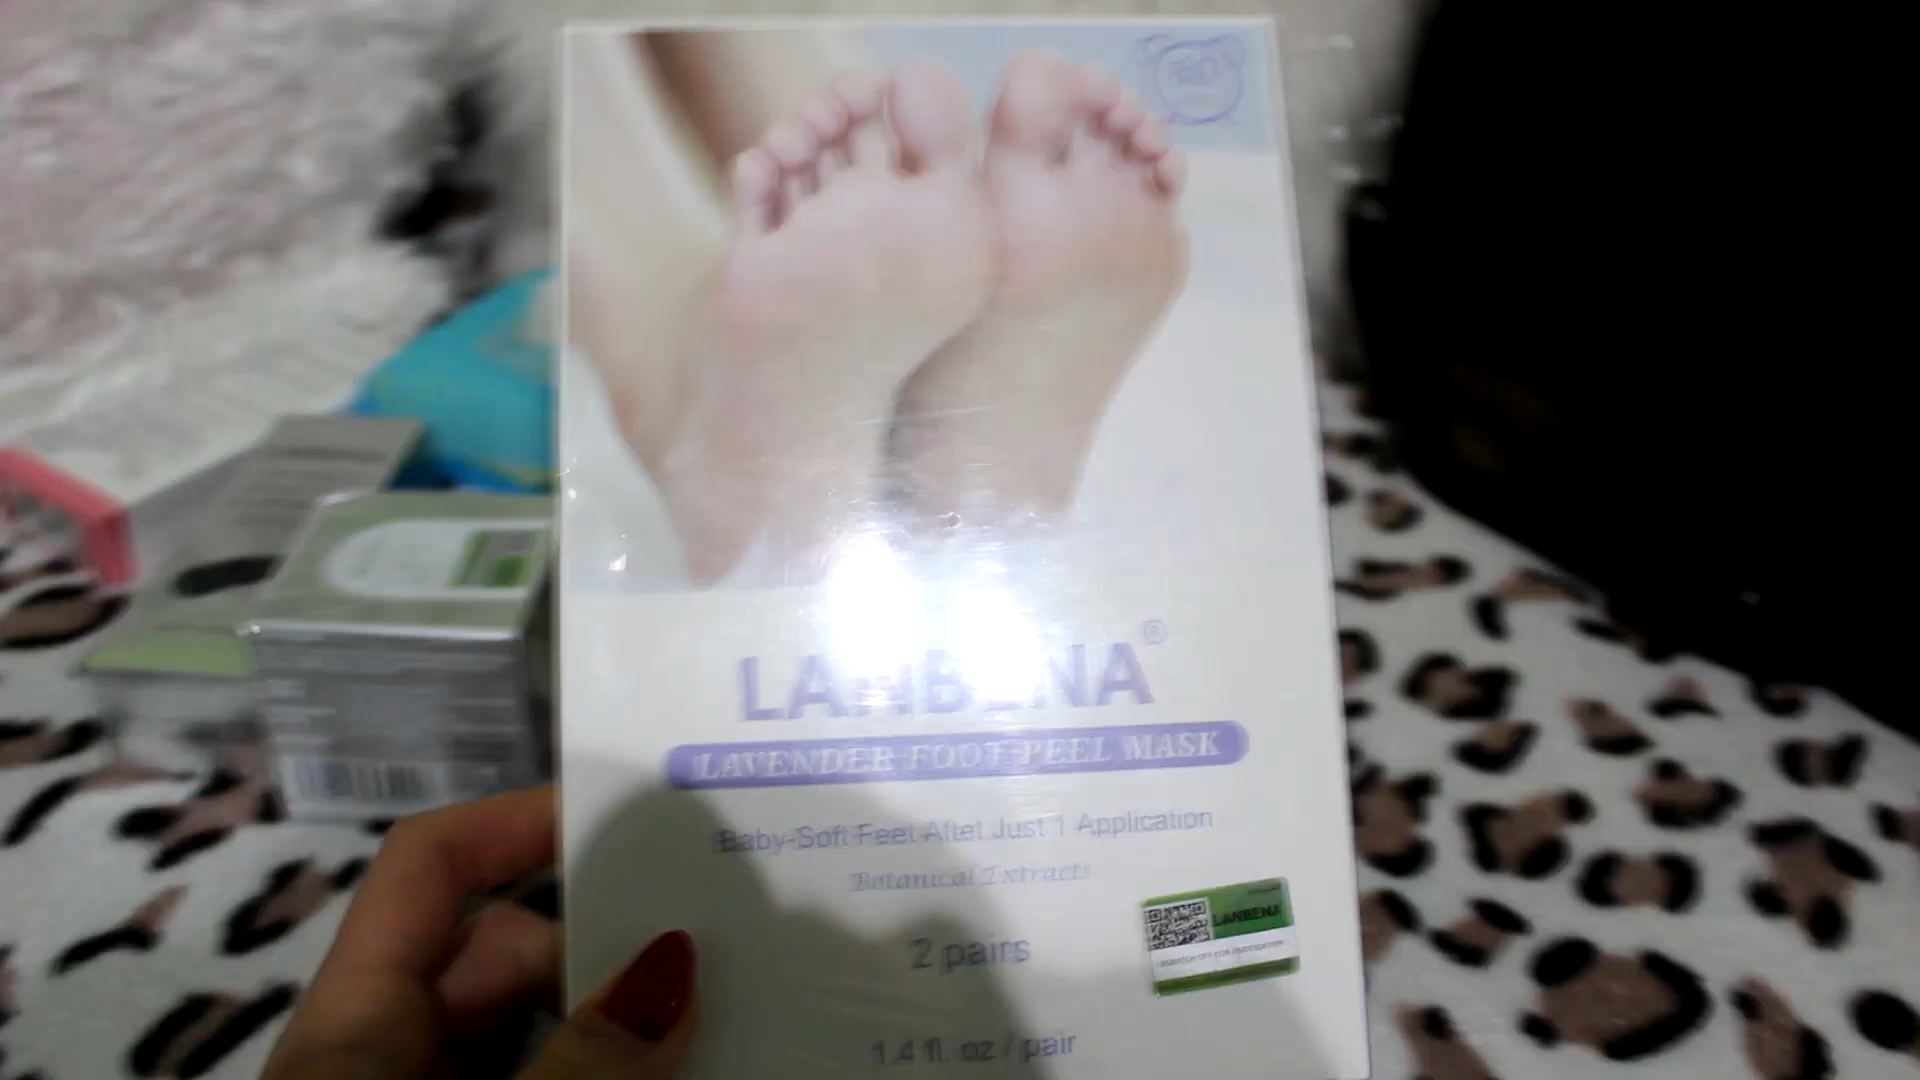 LANBENA®
LAVENDER FOOT PEEL MASK
Baby-Soft Feet After Just 1 Application
Botanical Extracts
2 pairs
LANBENA
1.4 fl. oz / pair